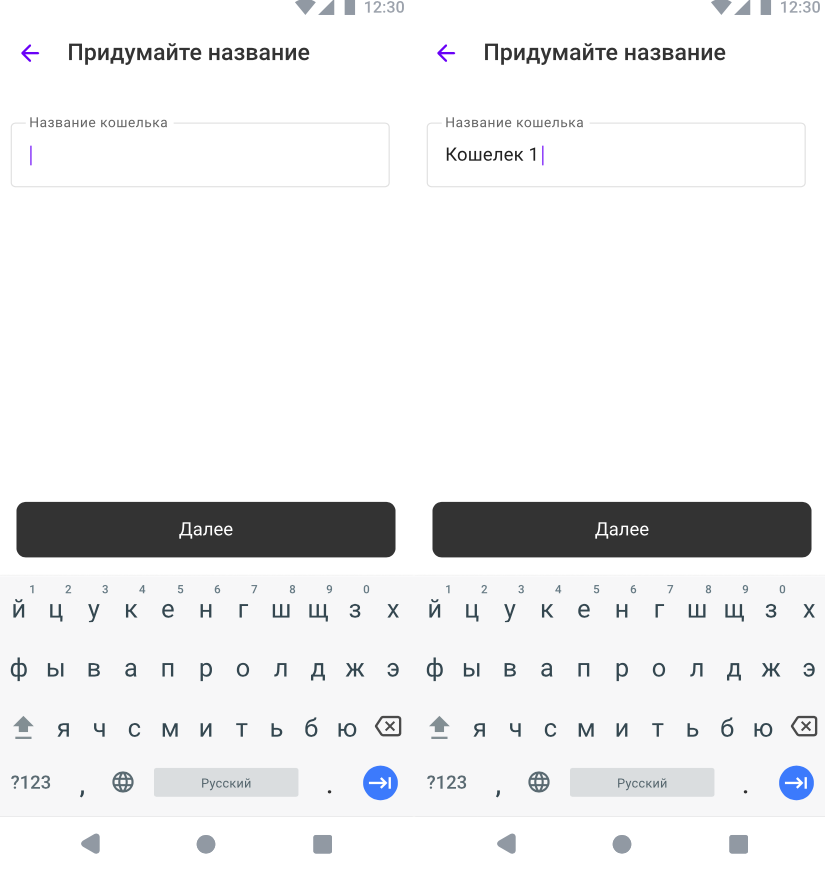 12:30
Придумайте название
Название кошелька
Далее
1 2 3 4 5 6 7 8 9 0
й ц у к е н г ш щ з х
ф ы в а п р о л д ж э
я ч с м и т ь б ю
?123 , Русский .
12:30
Придумайте название
Название кошелька
Кошелек 1
Далее
1 2 3 4 5 6 7 8 9 0
й ц у к е н г ш щ з х
ф ы в а п р о л д ж э
я ч с м и т ь б ю
?123 , Русский .